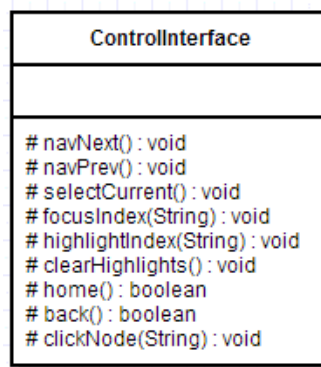 ControlInterface
# navNext() : void
# navPrev() : void
# selectCurrent() : void
# focusIndex(String) : void
# highlightIndex(String) : void
# clearHighlights() : void
# home() : boolean
# back() : boolean
# clickNode(String) : void